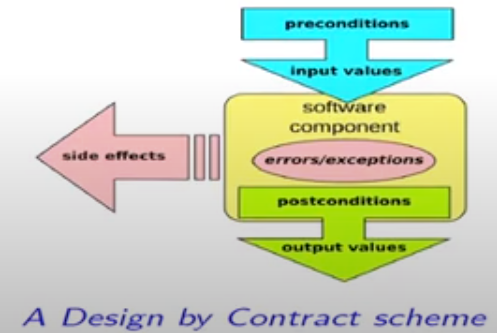 preconditions
input values
software
component
side effects
errors/exceptions
postconditions
output values
A Design by Contract scheme